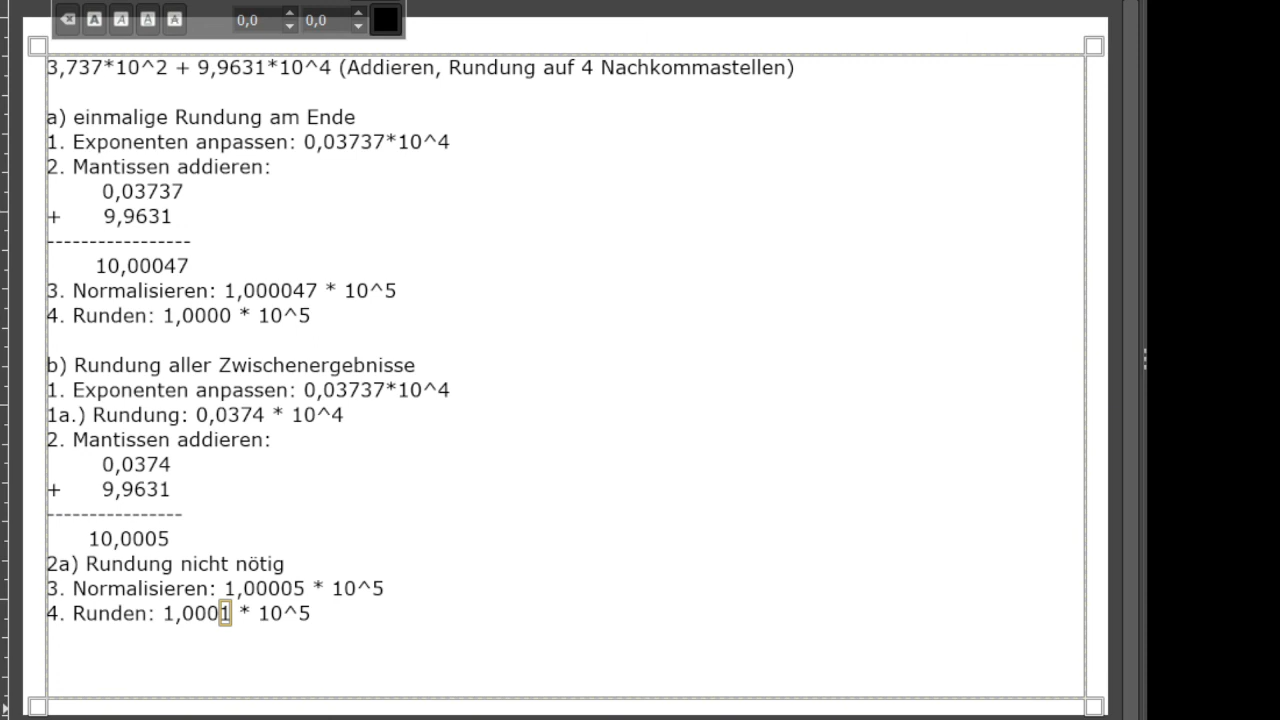 0,0 0,0
3,737*10^2 + 9,9631*10^4 (Addieren, Rundung auf 4 Nachkommastellen)
a) einmalige Rundung am Ende
1. Exponenten anpassen: 0,03737*10^4
2. Mantissen addieren:
0,03737
+ 9,9631
-----------------
10,00047
3. Normalisieren: 1,000047 * 10^5
4. Runden: 1,0000 * 10^5
b) Rundung aller Zwischenergebnisse
1. Exponenten anpassen: 0,03737*10^4
1a.) Rundung: 0,0374 * 10^4
2. Mantissen addieren:
0,0374
+ 9,9631
----------------
10,0005
2a) Rundung nicht nötig
3. Normalisieren: 1,00005 * 10^5
4. Runden: 1,0001 * 10^5